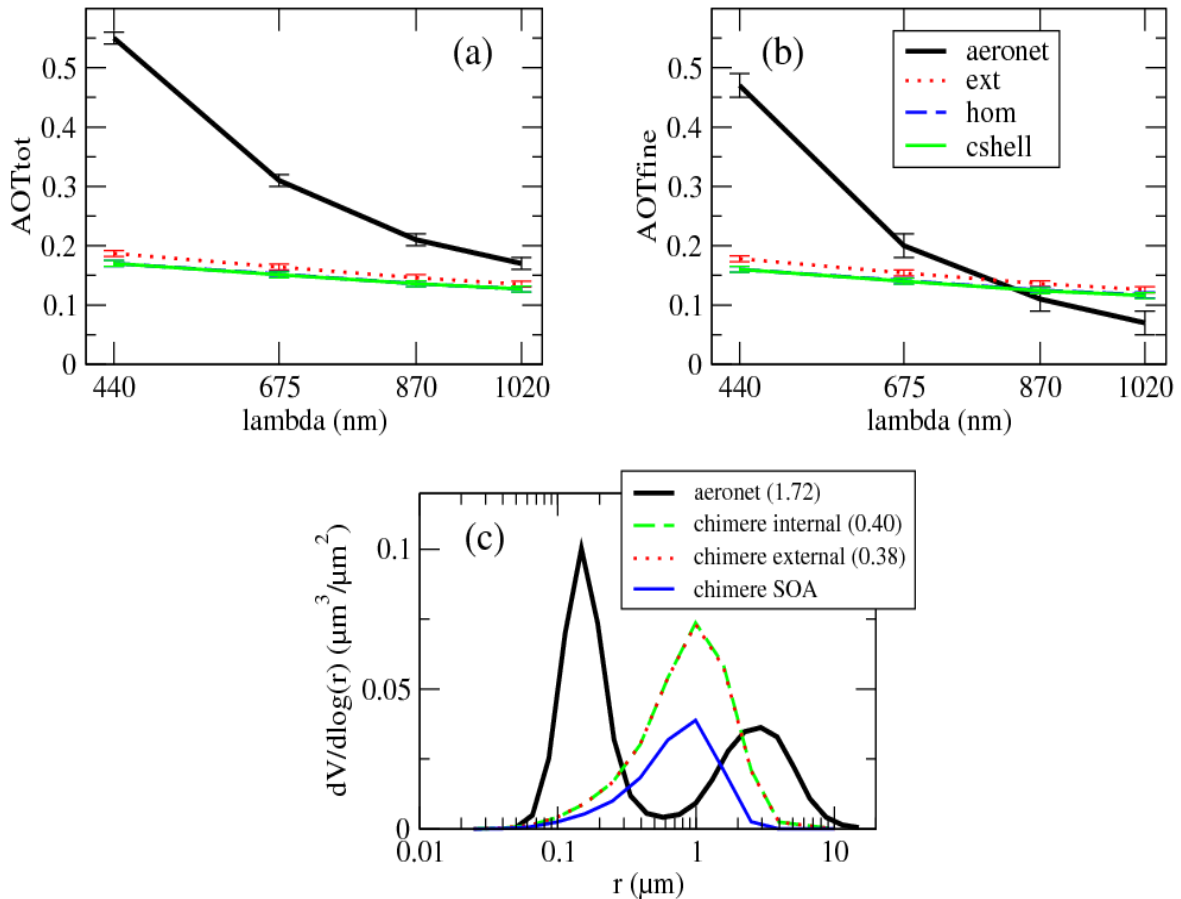 (a)
AOTtot
0.5
0.4
0.3
0.2
0.1
0
440 675 870 1020
lambda (nm)
(b)
aeronet
ext
hom
cshell
AOTfine
0.5
0.4
0.3
0.2
0.1
0
440 675 870 1020
lambda (nm)
(c)
aeronet (1.72)
chimere internal (0.40)
chimere external (0.38)
chimere SOA
dV/dlog(r) (μm³/μm²)
0.1
0.05
0
0.01 0.1 1 10
r (μm)